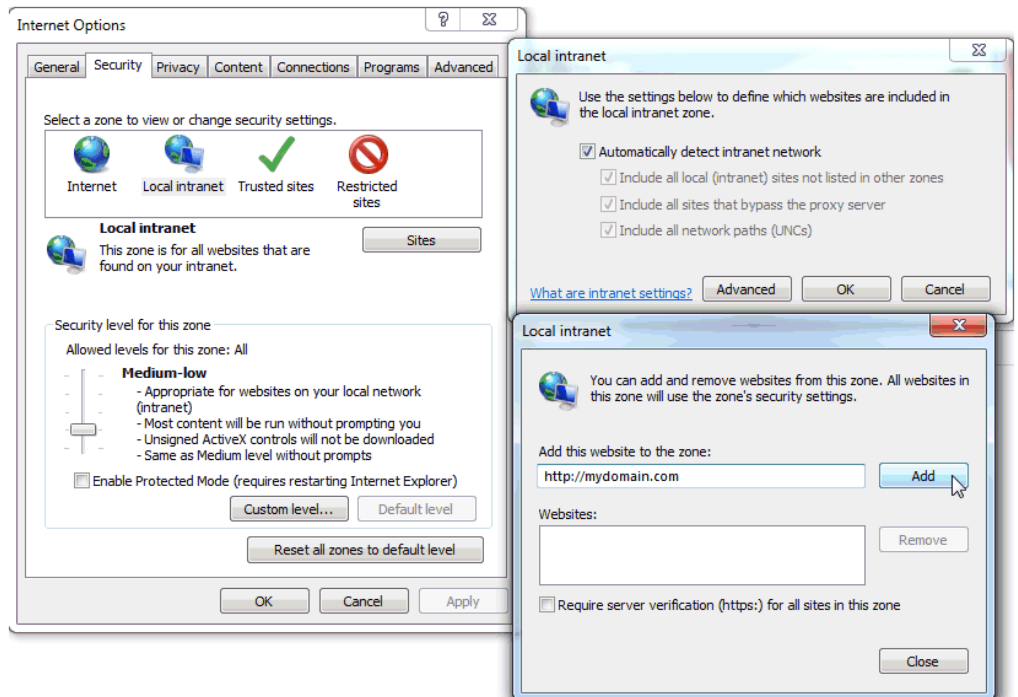 Internet Options
General Security Privacy Content Connections Programs Advanced
Select a zone to view or change security settings.
Internet Local intranet Trusted sites Restricted
sites
Local intranet
This zone is for all websites that are
found on your intranet.
Sites
Security level for this zone
Allowed levels for this zone: All
Medium-low
- Appropriate for websites on your local network
(intranet)
- Most content will be run without prompting you
- Unsigned ActiveX controls will not be downloaded
- Same as Medium level without prompts
Enable Protected Mode (requires restarting Internet Explorer)
Custom level... Default level
Reset all zones to default level
OK Cancel Apply
Local intranet
Use the settings below to define which websites are included in
the local intranet zone.
Automatically detect intranet network
Include all local (intranet) sites not listed in other zones
Include all sites that bypass the proxy server
Include all network paths (UNCs)
What are intranet settings? Advanced OK Cancel
Local intranet
You can add and remove websites from this zone. All websites in
this zone will use the zone's security settings.
Add this website to the zone:
http://mydomain.com Add
Websites:
Remove
Require server verification (https:) for all sites in this zone
Close